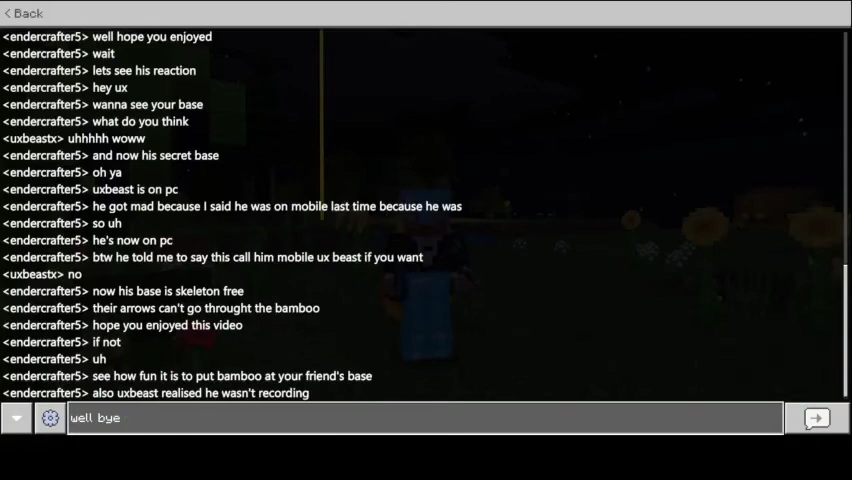 Back
<endercrafter5> well hope you enjoyed
<endercrafter5> wait
<endercrafter5> lets see his reaction
<endercrafter5> hey ux
<endercrafter5> wanna see your base
<endercrafter5> what do you think
<uxbeastx> uhhhhh woww
<endercrafter5> and now his secret base
<endercrafter5> oh ya
<endercrafter5> uxbeast is on pc
<endercrafter5> he got mad because I said he was on mobile last time because he was
<endercrafter5> so uh
<endercrafter5> he's now on pc
<endercrafter5> btw he told me to say this call him mobile ux beast if you want
<uxbeastx> no
<endercrafter5> now his base is skeleton free
<endercrafter5> their arrows can't go throught the bamboo
<endercrafter5> hope you enjoyed this video
<endercrafter5> if not
<endercrafter5> uh
<endercrafter5> see how fun it is to put bamboo at your friend's base
<endercrafter5> also uxbeast realised he wasn't recording
well bye